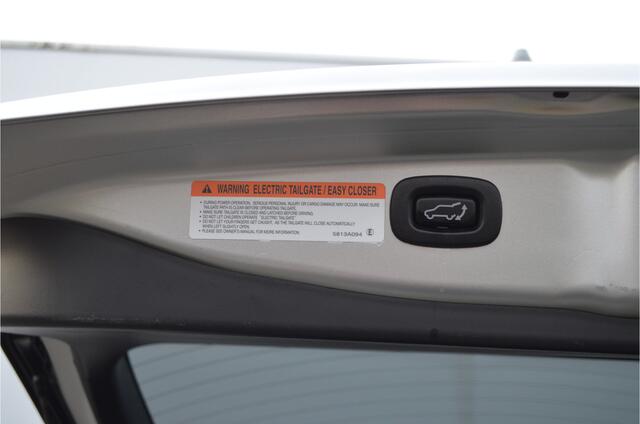 WARNING ELECTRIC TAILGATE / EASY CLOSER
• DURING POWER OPERATION, SERIOUS PERSONAL INJURY OR CARGO DAMAGE MAY OCCUR. MAKE SURE
TAILGATE PATH IS CLEAR BEFORE OPERATING TAILGATE.
• MAKE SURE TAILGATE IS CLOSED AND LATCHED BEFORE DRIVING.
• DO NOT LET CHILDREN OPERATE "ELECTRIC TAILGATE".
• DO NOT LET YOUR FINGERS GET CAUGHT, AS THE TAILGATE WILL CLOSE AUTOMATICALLY
WHEN LEFT SLIGHTLY OPEN.
• PLEASE SEE OWNER'S MANUAL FOR MORE INFORMATION. 5813A094 E